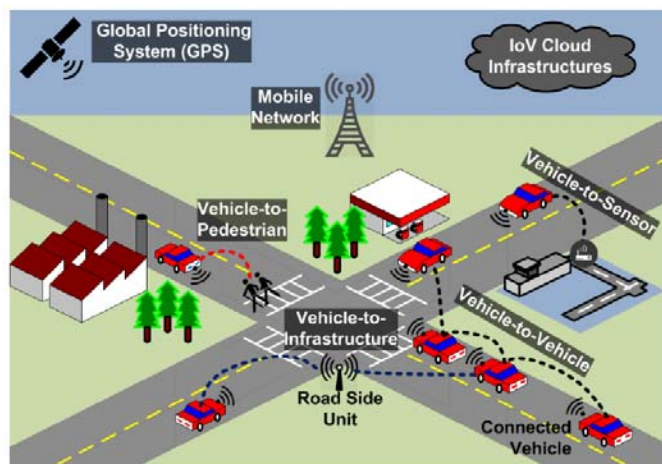 Global Positioning
System (GPS)
IoV Cloud
Infrastructures
Mobile
Network
Vehicle-to-Sensor
Vehicle-to-
Pedestrian
Vehicle-to-
Infrastructure
Vehicle-to-Vehicle
Road Side
Unit
Connected
Vehicle